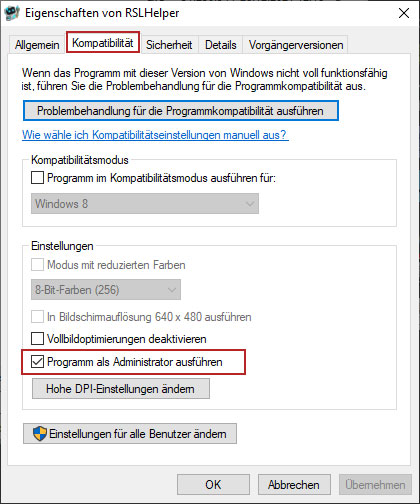 Eigenschaften von RSLHelper
Allgemein Kompatibilität Sicherheit Details Vorgängerversionen
Wenn das Programm mit dieser Version von Windows nicht voll funktionsfähig
ist, führen Sie die Problembehandlung für die Programmkompatibilität aus.
Problembehandlung für die Programmkompatibilität ausführen
Wie wähle ich Kompatibilitätseinstellungen manuell aus?
Kompatibilitätsmodus
Programm im Kompatibilitätsmodus ausführen für:
Windows 8
Einstellungen
Modus mit reduzierten Farben
8-Bit-Farben (256)
In Bildschirmauflösung 640 x 480 ausführen
Vollbildoptimierungen deaktivieren
Programm als Administrator ausführen
Hohe DPI-Einstellungen ändern
Einstellungen für alle Benutzer ändern
OK Abbrechen Übernehmen